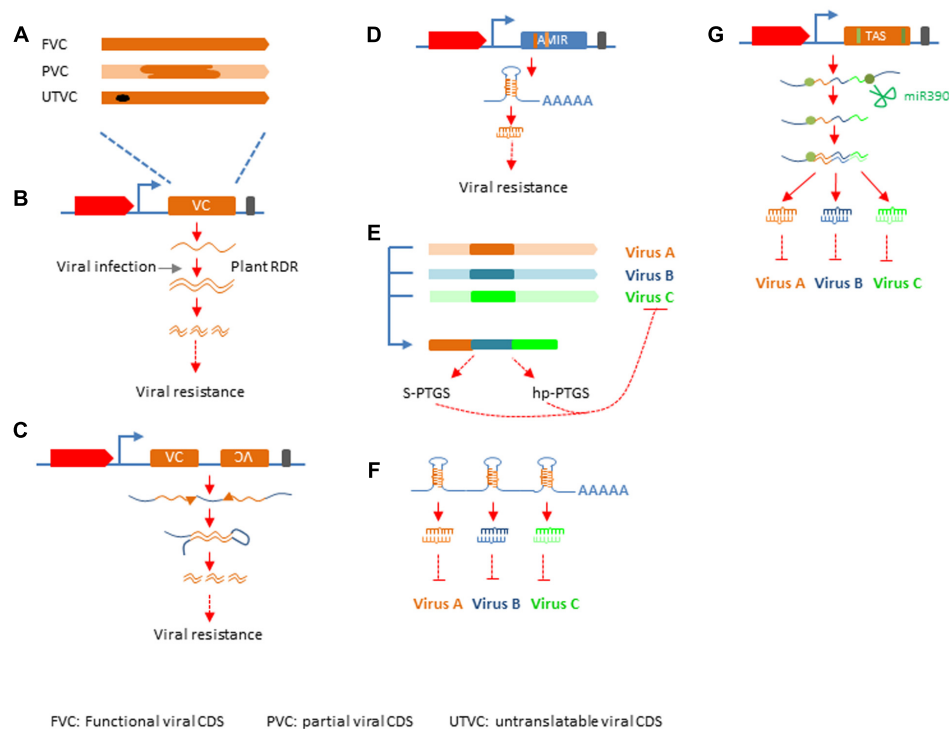 A
FVC
PVC
UTVC
B
VC
Viral infection
Plant RDR
Viral resistance
C
VC
VC
Viral resistance
D
AMIR
AAAAA
Viral resistance
E
Virus A
Virus B
Virus C
S-PTGS
hp-PTGS
F
AAAAA
Virus A
Virus B
Virus C
G
TAS
miR390
Virus A
Virus B
Virus C
FVC: Functional viral CDS
PVC: partial viral CDS
UTVC: untranslatable viral CDS